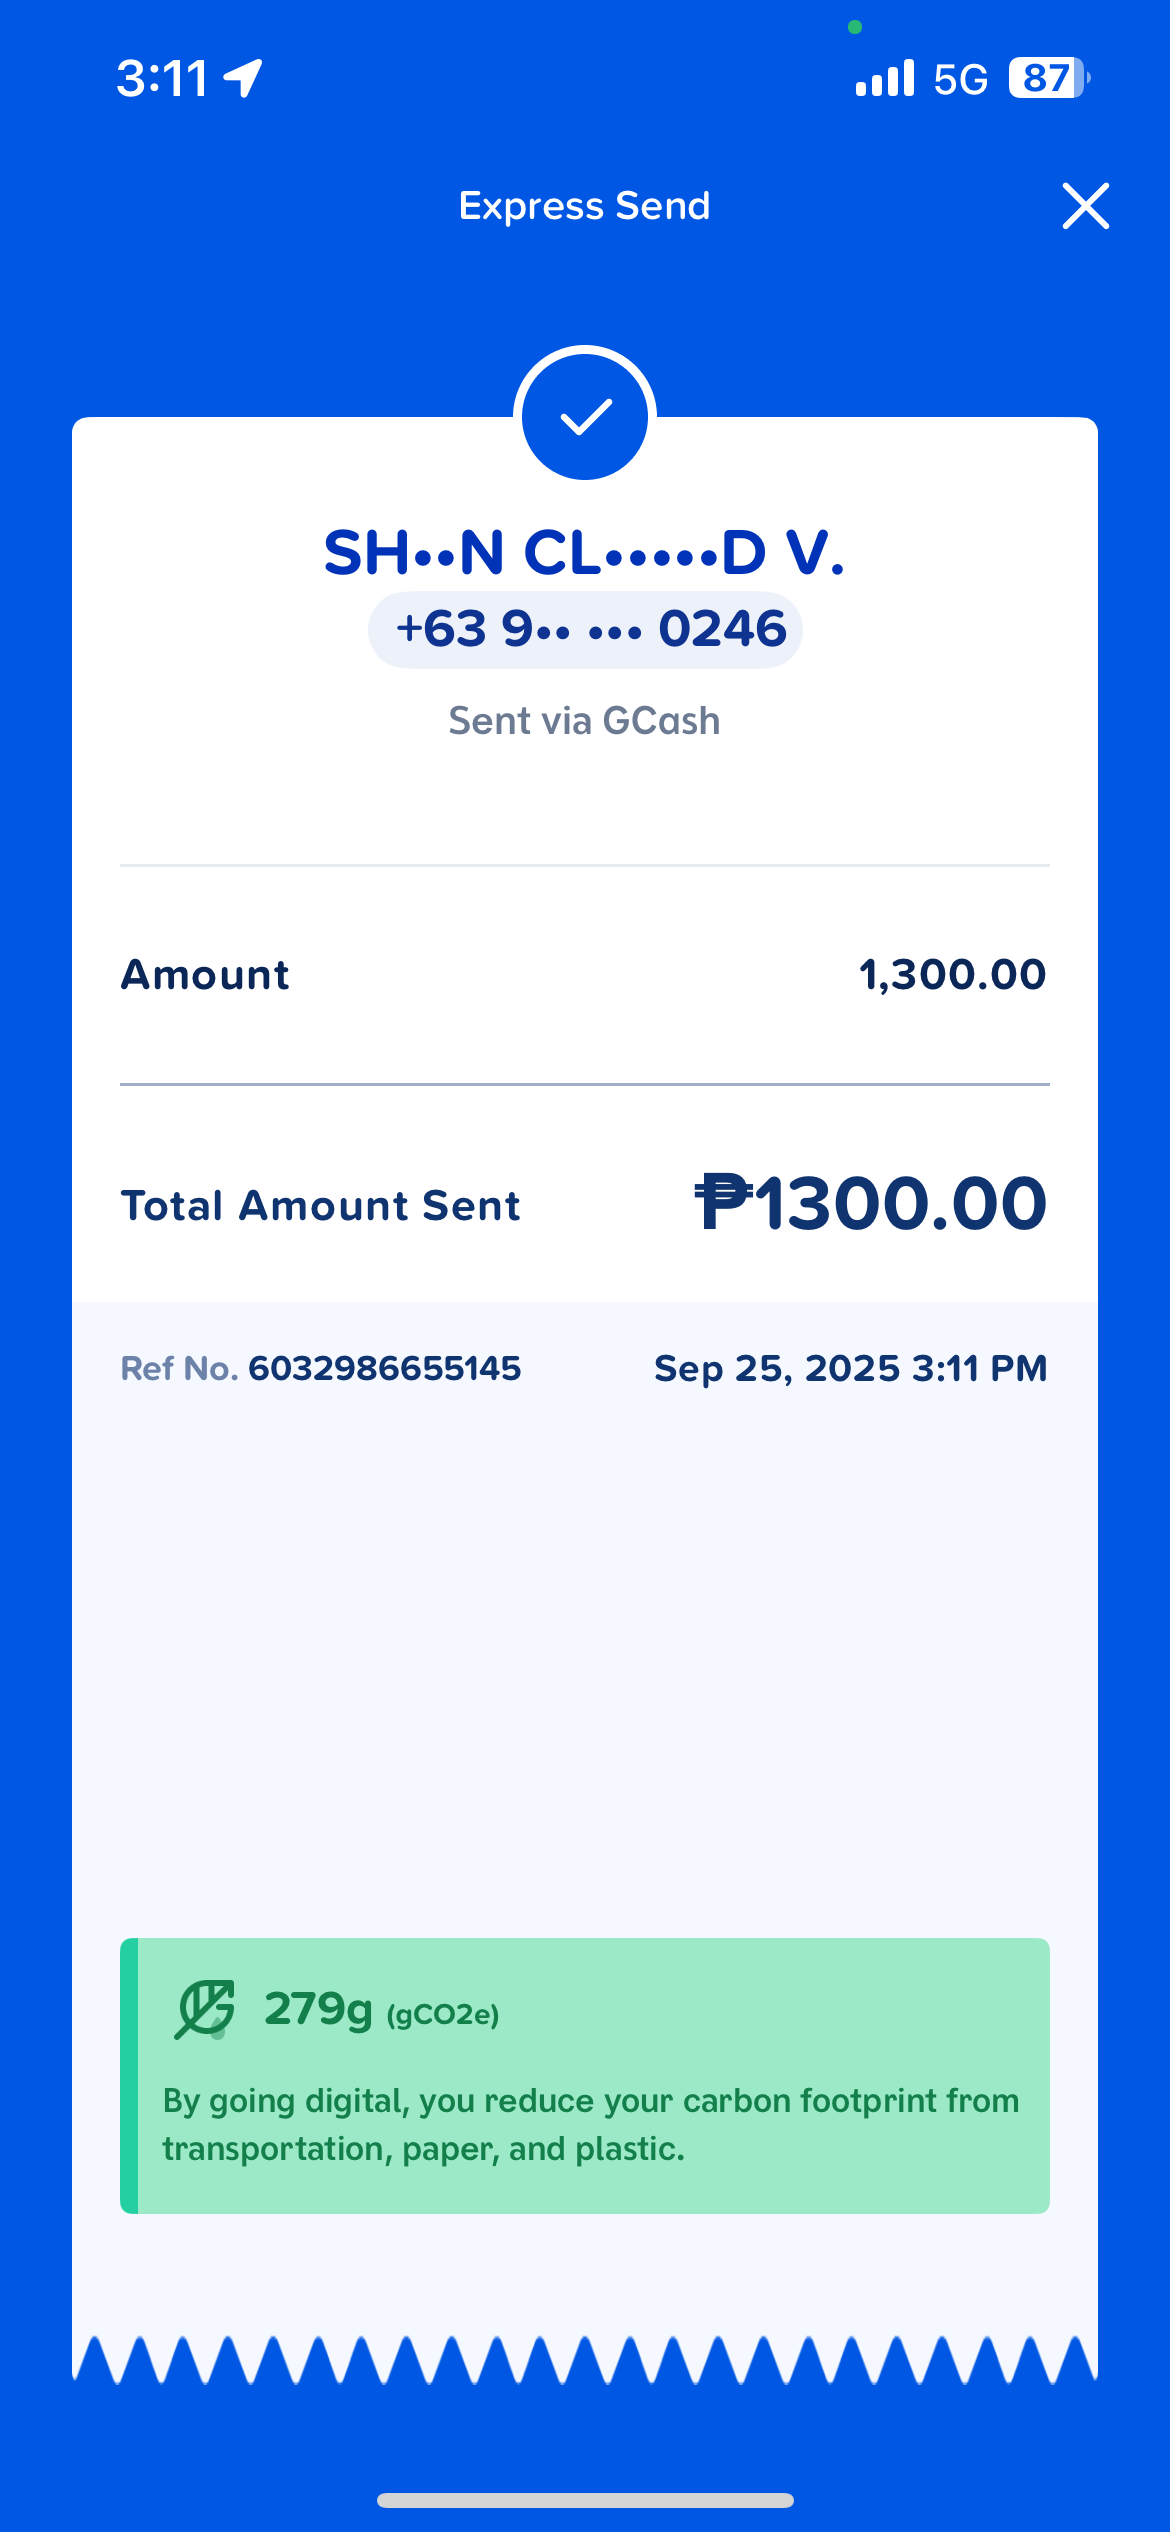 3:11
5G 87
Express Send
SH••N CL•••••D V.
+63 9•• ••• 0246
Sent via GCash
Amount 1,300.00
Total Amount Sent ₱1300.00
Ref No. 6032986655145 Sep 25, 2025 3:11 PM
279g (gCO2e)
By going digital, you reduce your carbon footprint from
transportation, paper, and plastic.